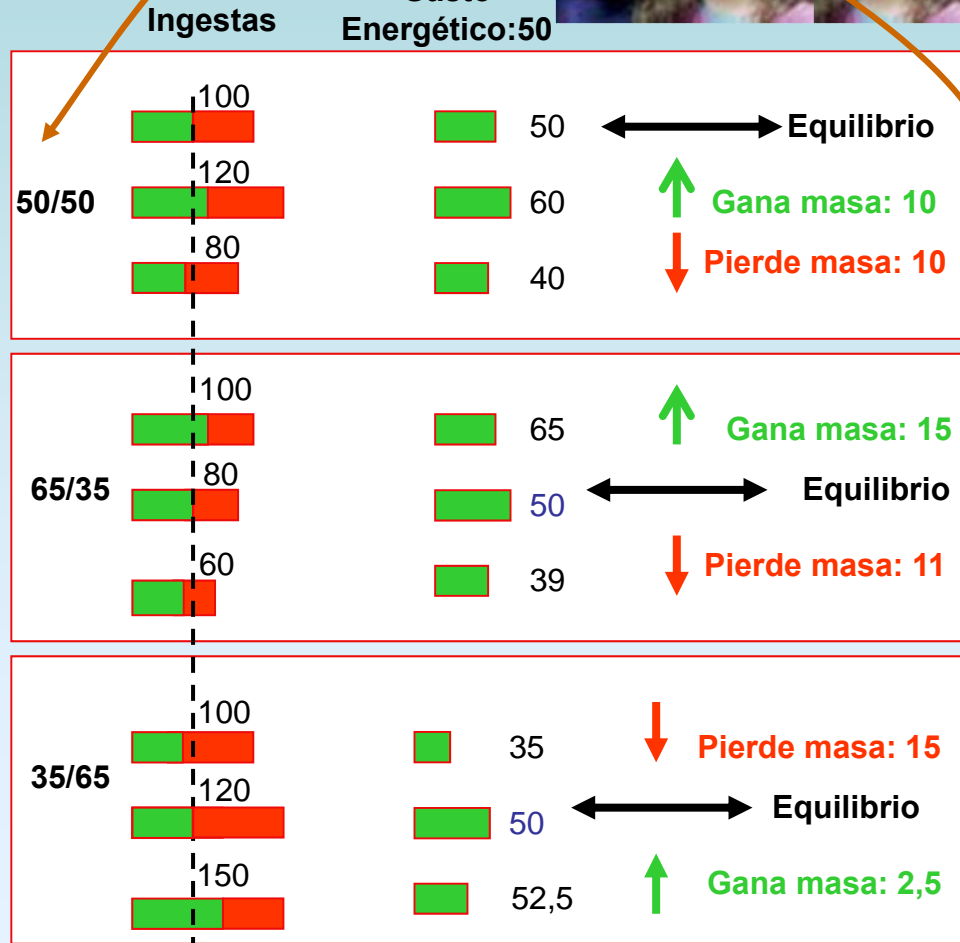 Ingestas
Energético:50
50/50
100
50
Equilibrio
120
60
Gana masa: 10
80
40
Pierde masa: 10
65/35
100
65
Gana masa: 15
80
50
Equilibrio
60
39
Pierde masa: 11
35/65
100
35
Pierde masa: 15
120
50
Equilibrio
150
52,5
Gana masa: 2,5